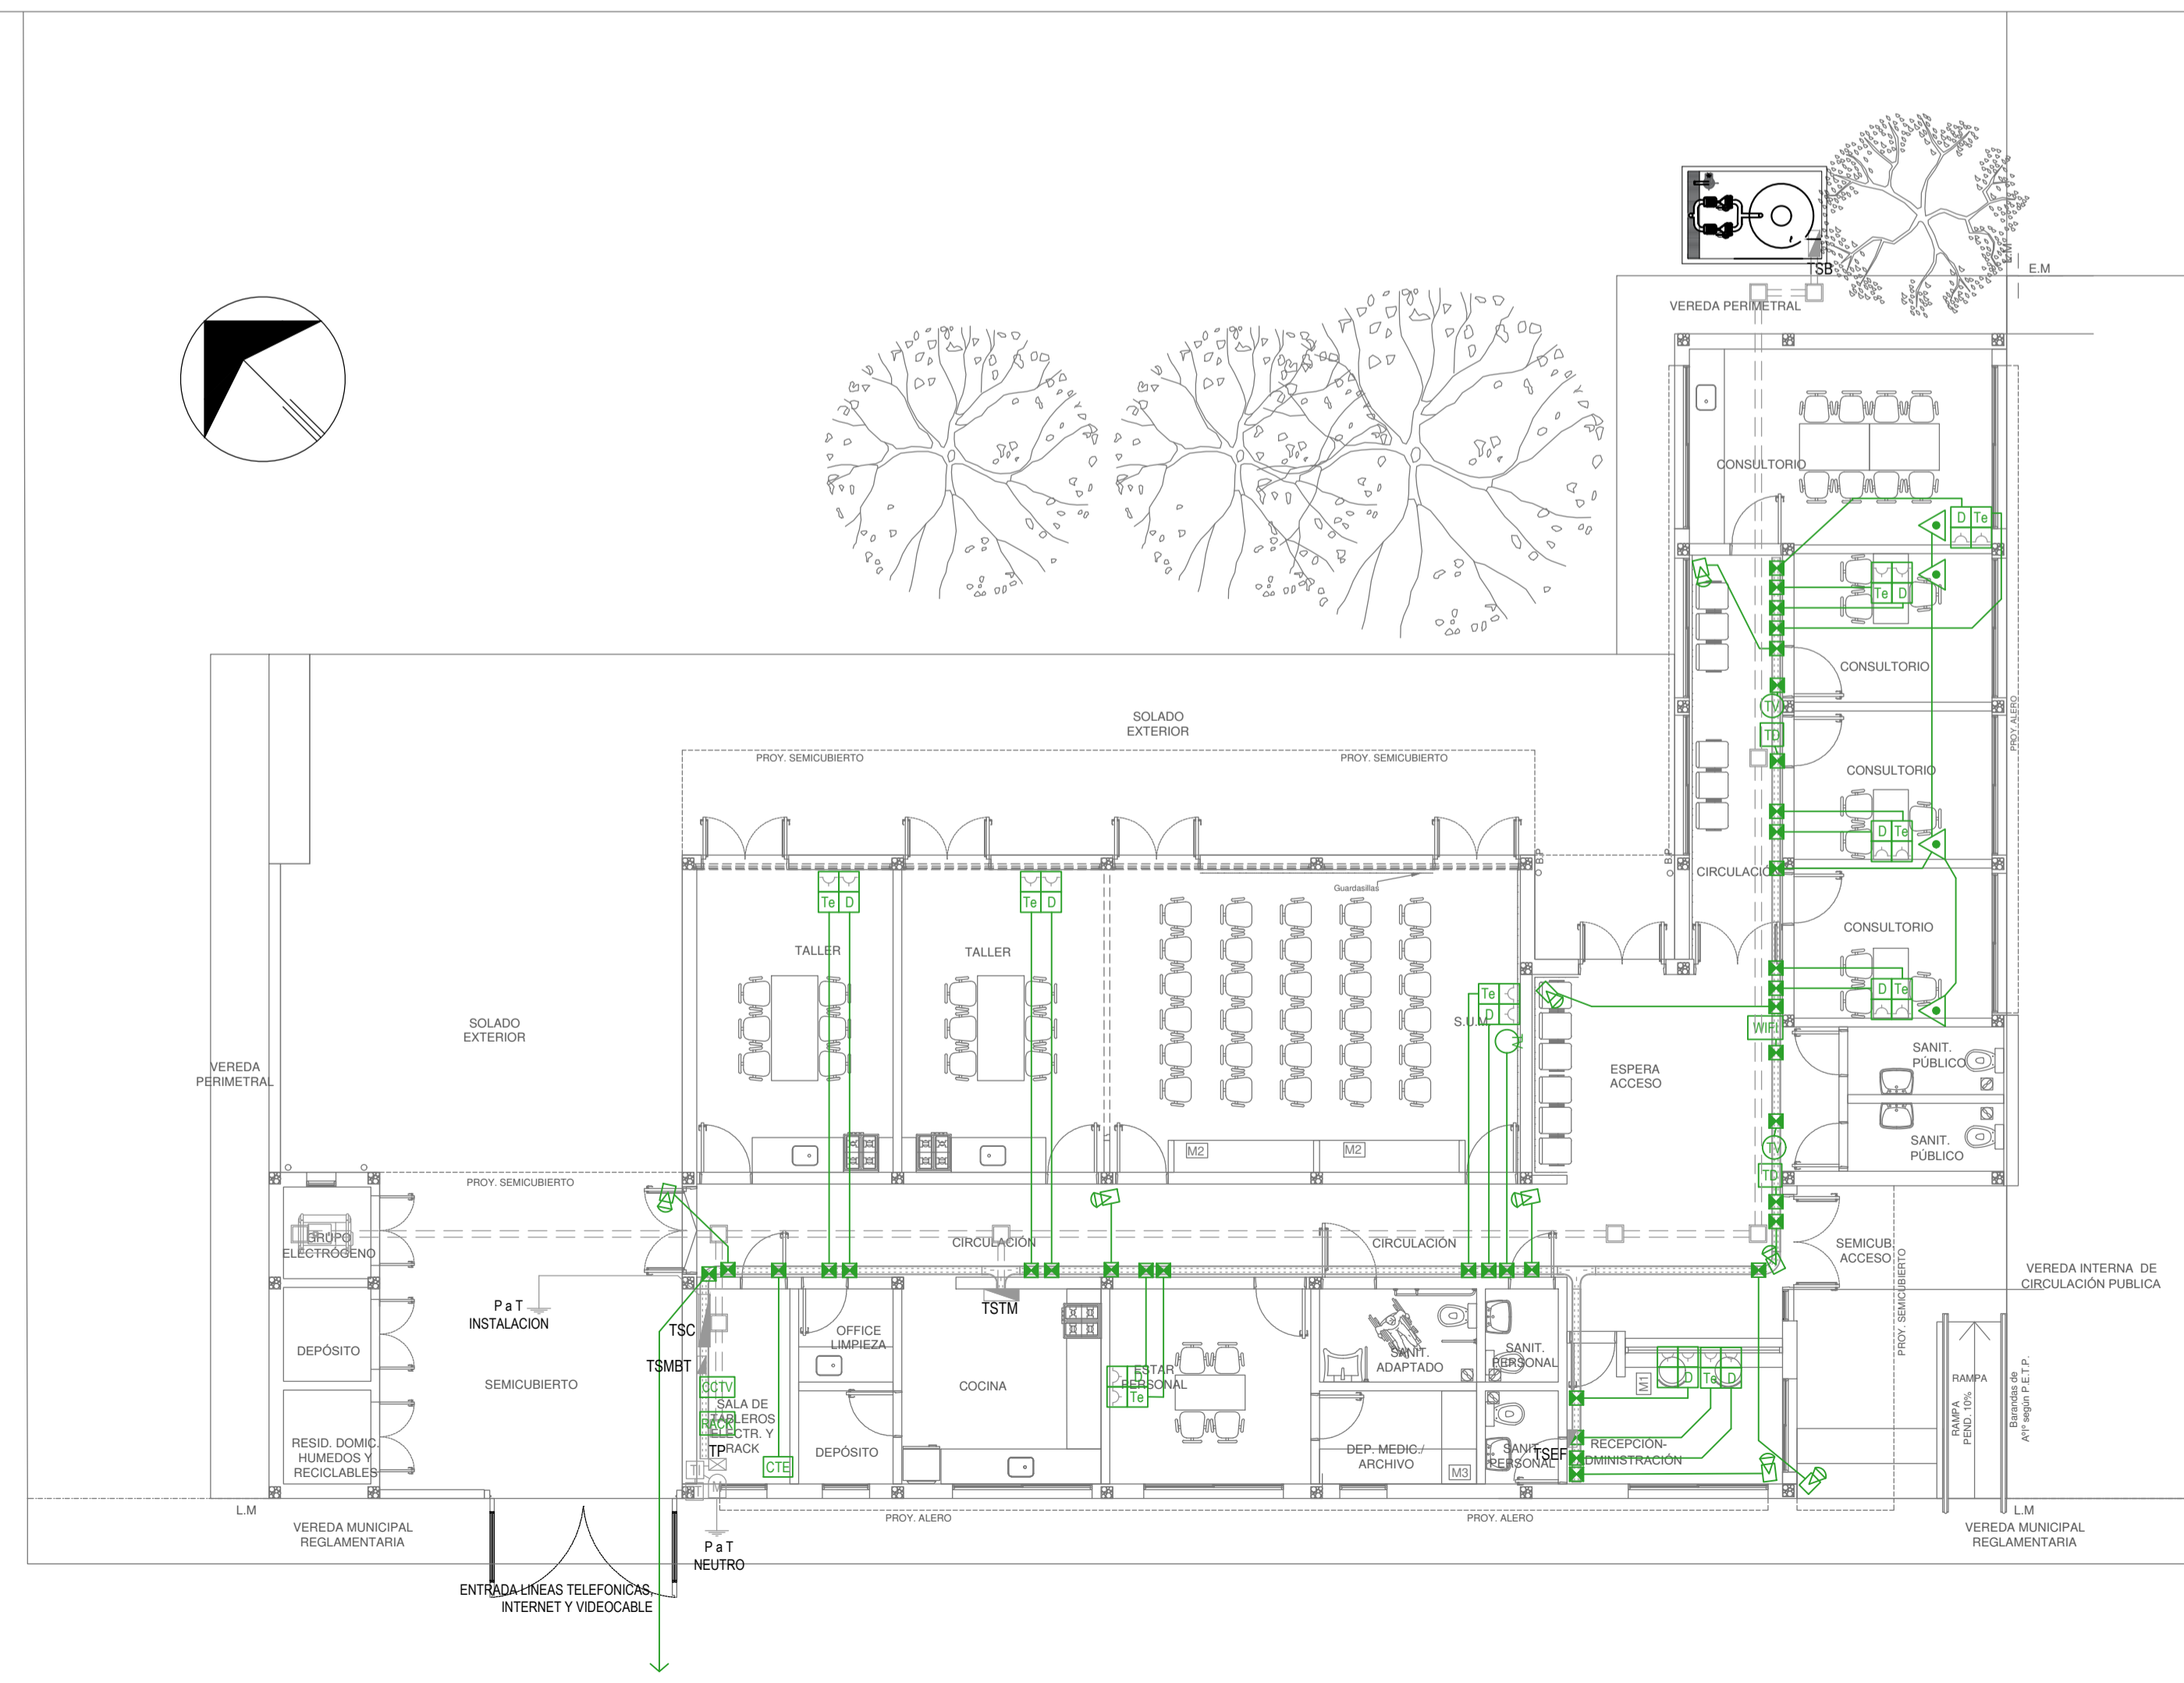 TSB
E.M
E.M
VEREDA PERIMETRAL
CONSULTORIO
D Te
Te D
CONSULTORIO
PROY. ALERO
TV
TD
SOLADO
EXTERIOR
PROY. SEMICUBIERTO
PROY. SEMICUBIERTO
CONSULTORIO
D Te
CIRCULACIÓN
Guardasillas
Te D
Te D
TALLER
TALLER
CONSULTORIO
D Te
Te
D
S.U.M
SOLADO
EXTERIOR
WIFI
VEREDA
PERIMETRAL
ESPERA
ACCESO
SANIT.
PÚBLICO
SANIT.
PÚBLICO
M2
M2
TV
TD
PROY. SEMICUBIERTO
GRUPO
ELECTRÓGENO
CIRCULACIÓN
CIRCULACIÓN
SEMICUB.
ACCESO
PROY. SEMICUBIERTO
VEREDA INTERNA DE
CIRCULACIÓN PUBLICA
P a T
INSTALACION
TSTM
TSC
TSMBT
OFFICE
LIMPIEZA
DEPÓSITO
SEMICUBIERTO
CCTV
SALA DE
TABLEROS
ELECTR. Y
RACK
RACK
TP
CTE
DEPÓSITO
COCINA
ESTAR
PERSONAL
D
Te
SANIT.
ADAPTADO
SANIT.
PERSONAL
DEP. MEDIC./
ARCHIVO
M3
SANIT.
PERSONAL
TSEF
RECEPCIÓN-
ADMINISTRACIÓN
M1
D Te D
RAMPA
RAMPA
PEND. 10%
Barandas de
Aºlº según P.E.T.P.
RESID. DOMIC.
HUMEDOS Y
RECICLABLES
TI
M
L.M
VEREDA MUNICIPAL
REGLAMENTARIA
PROY. ALERO
PROY. ALERO
L.M
VEREDA MUNICIPAL
REGLAMENTARIA
P a T
NEUTRO
ENTRADA LINEAS TELEFONICAS,
INTERNET Y VIDEOCABLE